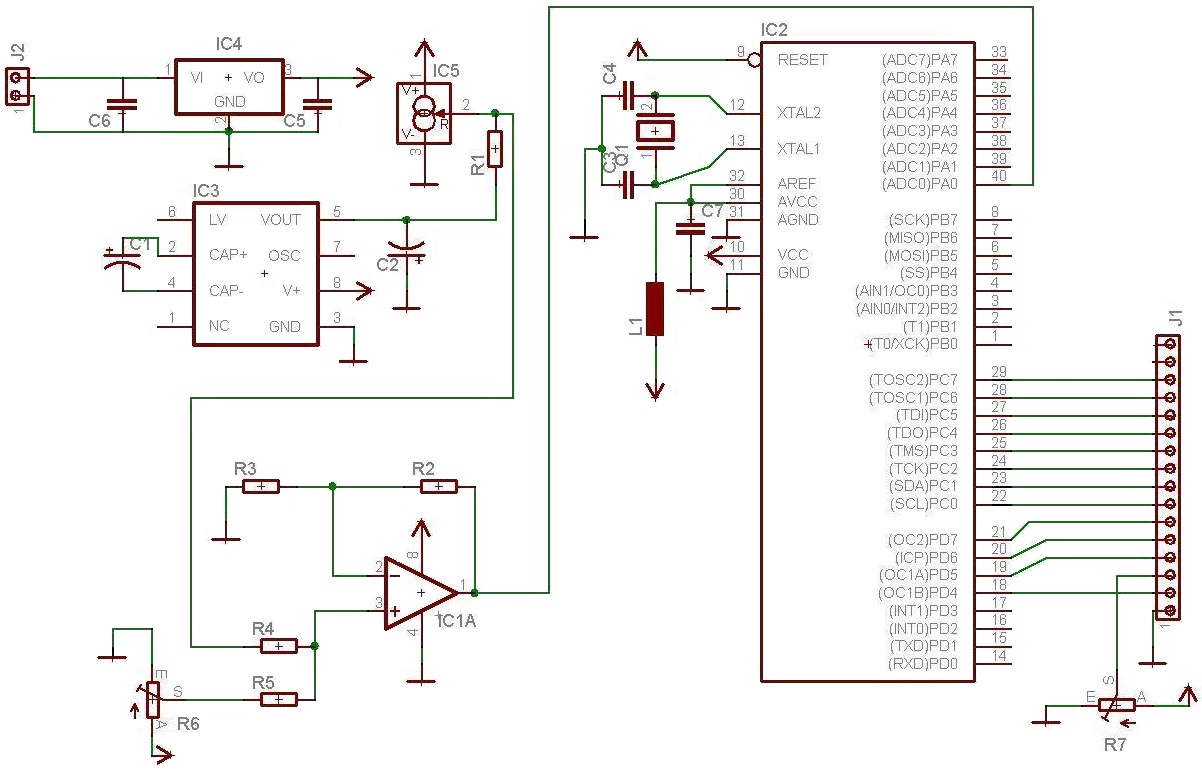 J2
1
IC4
1 VI VO 3
GND
2
C6
C5
IC5
1
V+
2
R
V-
3
R1
IC3
6 LV VOUT 5
2 CAP+ OSC 7
4 CAP- V+ 8
1 NC GND 3
C1
C2
R3
R2
8
2
1
3
4
IC1A
R4
R5
E
S
A
R6
C4
2
Q1
1
C3
C7
L1
IC2
9 RESET (ADC7)PA7 33
(ADC6)PA6 34
(ADC5)PA5 35
12 XTAL2 (ADC4)PA4 36
(ADC3)PA3 37
13 XTAL1 (ADC2)PA2 38
(ADC1)PA1 39
32 AREF (ADC0)PA0 40
30 AVCC
31 AGND (SCK)PB7 8
(MISO)PB6 7
10 VCC (MOSI)PB5 6
11 GND (SS)PB4 5
(AIN1/OC0)PB3 4
(AIN0/INT2)PB2 3
(T1)PB1 2
(T0/XCK)PB0 1
(TOSC2)PC7 29
(TOSC1)PC6 28
(TDI)PC5 27
(TDO)PC4 26
(TMS)PC3 25
(TCK)PC2 24
(SDA)PC1 23
(SCL)PC0 22
(OC2)PD7 21
(ICP)PD6 20
(OC1A)PD5 19
(OC1B)PD4 18
(INT1)PD3 17
(INT0)PD2 16
(TXD)PD1 15
(RXD)PD0 14
J1
1
S
E A
R7